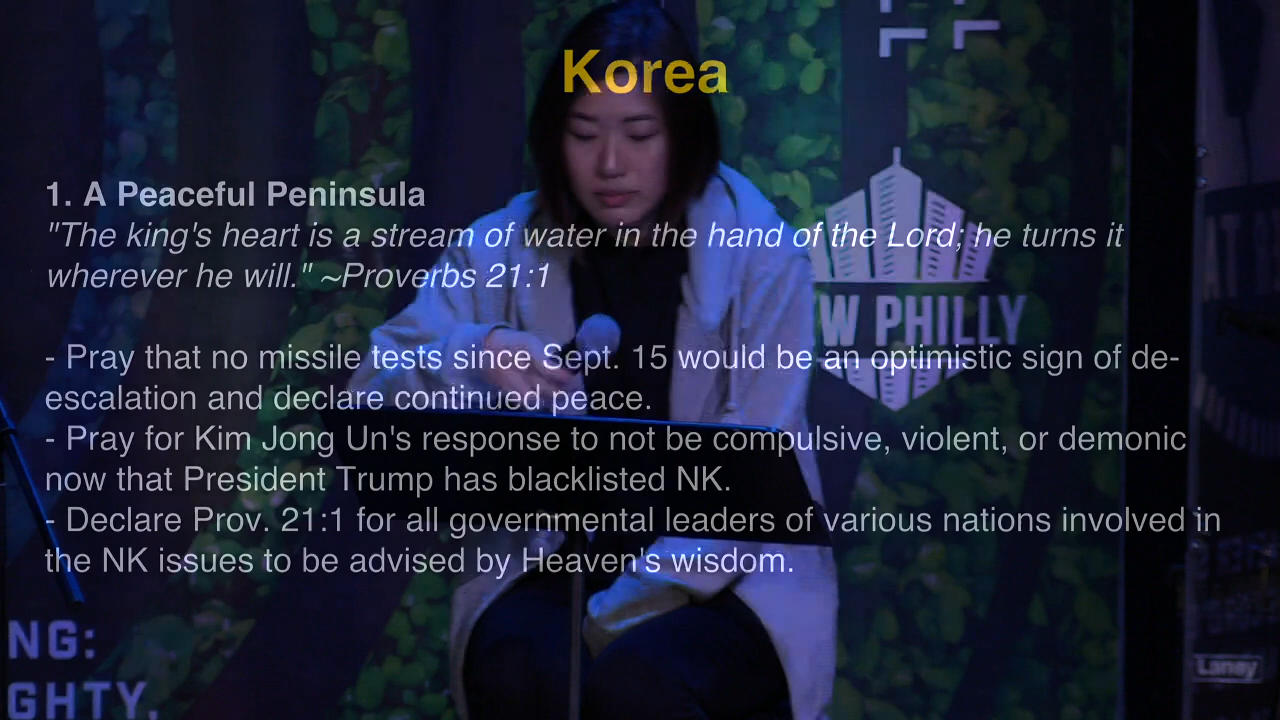 Korea
1. A Peaceful Peninsula
"The king's heart is a stream of water in the hand of the Lord; he turns it
wherever he will." ~Proverbs 21:1
- Pray that no missile tests since Sept. 15 would be an optimistic sign of de-
escalation and declare continued peace.
- Pray for Kim Jong Un's response to not be compulsive, violent, or demonic
now that President Trump has blacklisted NK.
- Declare Prov. 21:1 for all governmental leaders of various nations involved in
the NK issues to be advised by Heaven's wisdom.
W PHILLY
NG:
GHTY,
Laney